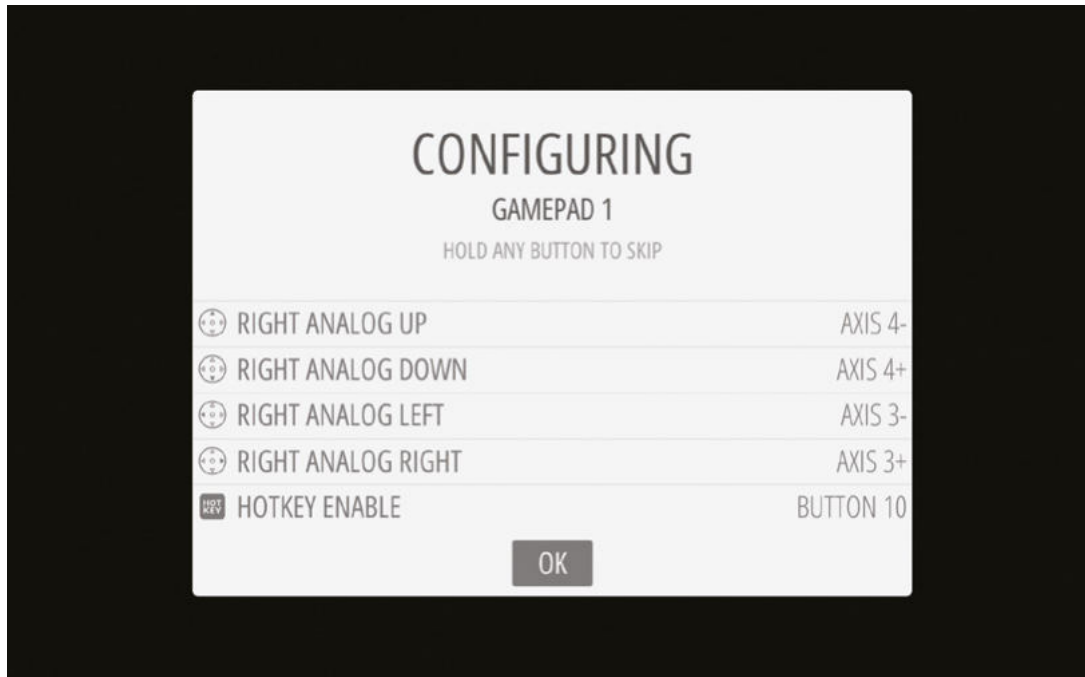 CONFIGURING
GAMEPAD 1
HOLD ANY BUTTON TO SKIP
RIGHT ANALOG UP AXIS 4-
RIGHT ANALOG DOWN AXIS 4+
RIGHT ANALOG LEFT AXIS 3-
RIGHT ANALOG RIGHT AXIS 3+
HOT KEY HOTKEY ENABLE BUTTON 10
OK